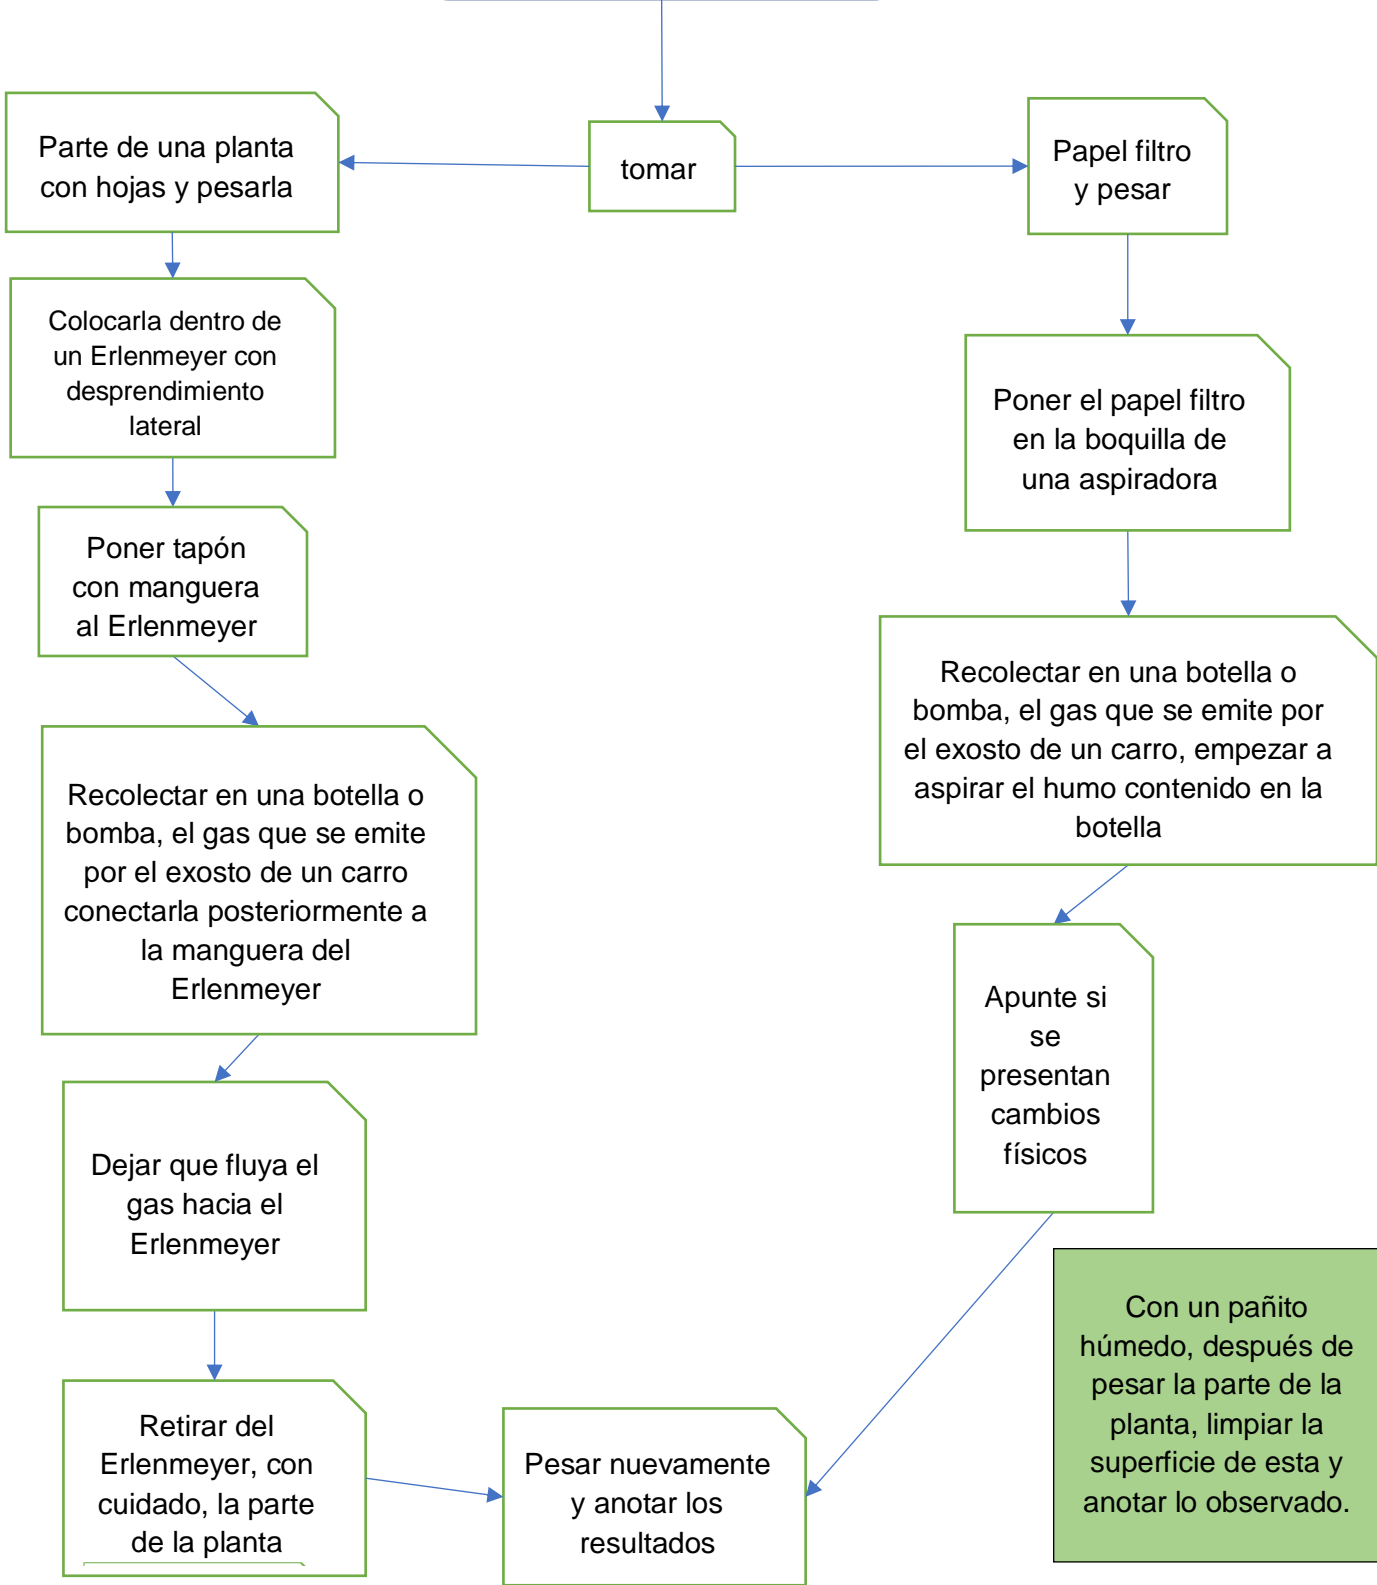 tomar
Parte de una planta
con hojas y pesarla
Colocarla dentro de
un Erlenmeyer con
desprendimiento
lateral
Poner tapón
con manguera
al Erlenmeyer
Recolectar en una botella o
bomba, el gas que se emite
por el exosto de un carro
conectarla posteriormente a
la manguera del
Erlenmeyer
Dejar que fluya el
gas hacia el
Erlenmeyer
Retirar del
Erlenmeyer, con
cuidado, la parte
de la planta
Papel filtro
y pesar
Poner el papel filtro
en la boquilla de
una aspiradora
Recolectar en una botella o
bomba, el gas que se emite por
el exosto de un carro, empezar a
aspirar el humo contenido en la
botella
Apunte si
se
presentan
cambios
físicos
Pesar nuevamente
y anotar los
resultados
Con un pañito
húmedo, después de
pesar la parte de la
planta, limpiar la
superficie de esta y
anotar lo observado.